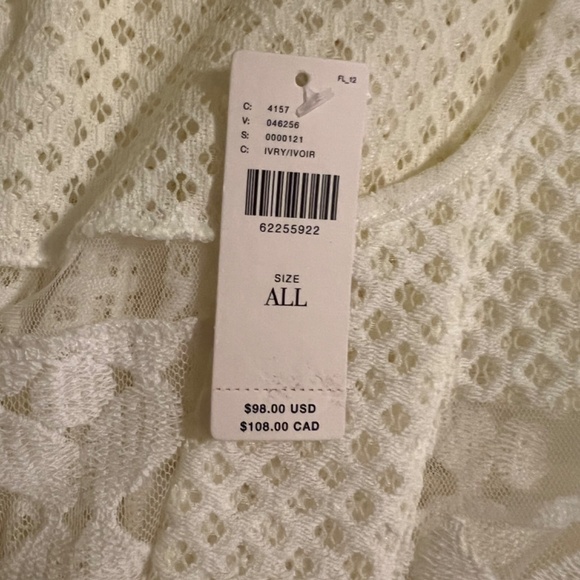 FL_12
C: 4157
V: 046256
S: 0000121
C: IVRY/IVOIR
62255922
SIZE
ALL
$98.00 USD
$108.00 CAD